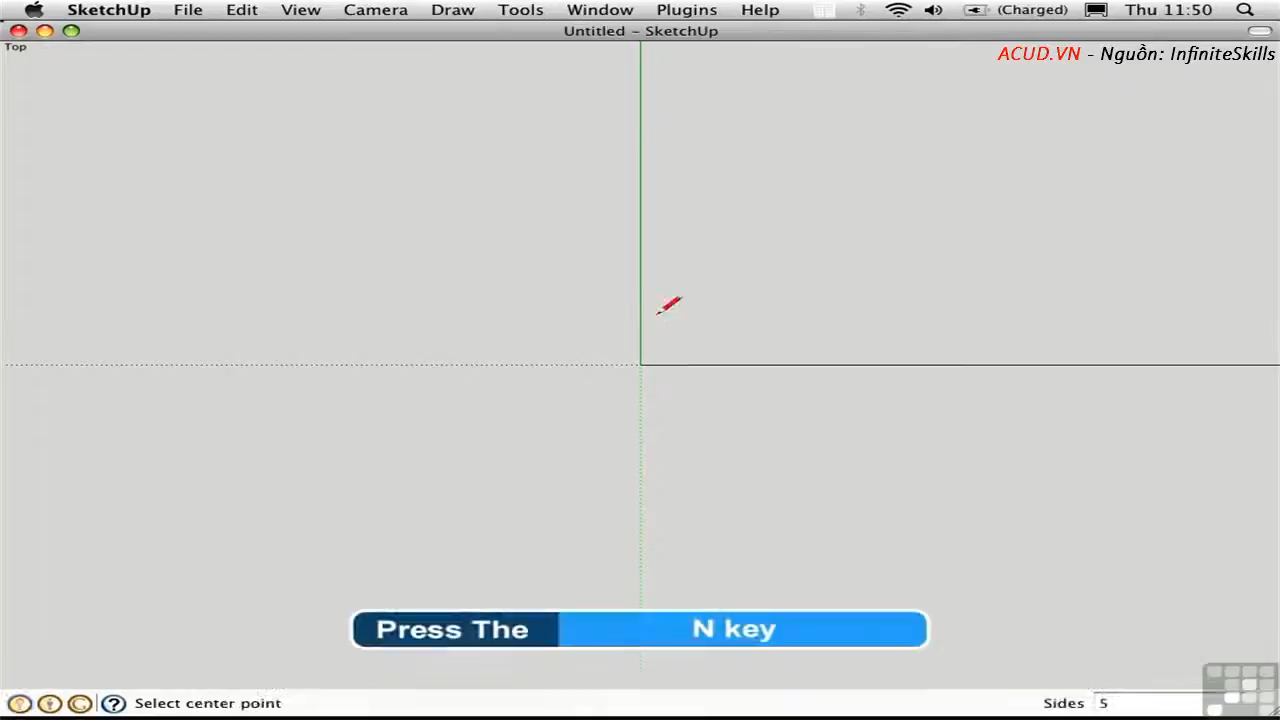 SketchUp File Edit View Camera Draw Tools Window Plugins Help (Charged) Thu 11:50
Untitled - SketchUp
Top
ACUD.VN - Nguồn: InfiniteSkills
Press The N key
Select center point Sides 5